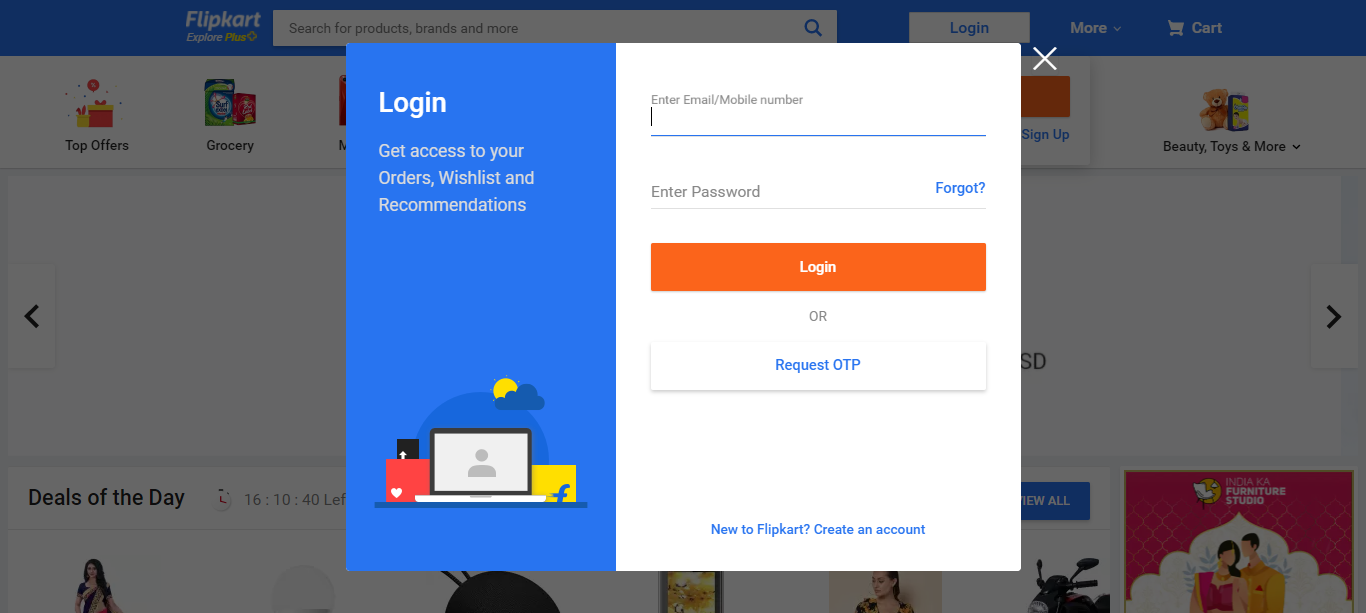 Flipkart
Explore Plus
Search for products, brands and more
Login
More
Cart
Top Offers
Grocery
M
Sign Up
Beauty, Toys & More
Login
Get access to your
Orders, Wishlist and
Recommendations
Enter Email/Mobile number
Enter Password
Forgot?
Login
OR
Request OTP
New to Flipkart? Create an account
SD
Deals of the Day
16 : 10 : 40 Lef
VIEW ALL
INDIA KA
FURNITURE
STUDIO